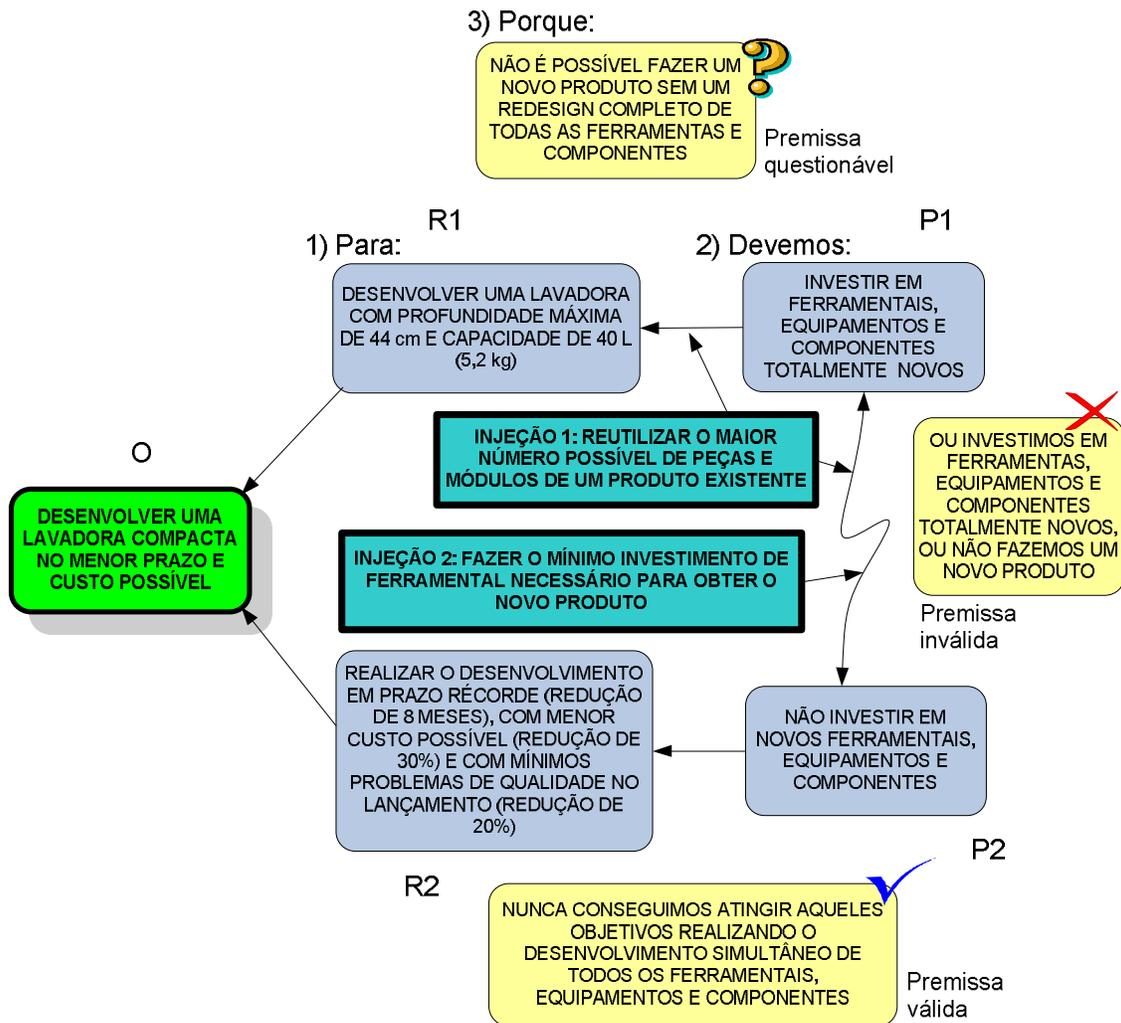 3) Porque:
NÃO É POSSÍVEL FAZER UM
NOVO PRODUTO SEM UM
REDESIGN COMPLETO DE
TODAS AS FERRAMENTAS E
COMPONENTES
Premissa
questionável
R1
P1
1) Para:
2) Devemos:
DESENVOLVER UMA LAVADORA
COM PROFUNDIDADE MÁXIMA
DE 44 cm E CAPACIDADE DE 40 L
(5,2 kg)
INVESTIR EM
FERRAMENTAIS,
EQUIPAMENTOS E
COMPONENTES
TOTALMENTE NOVOS
INJEÇÃO 1: REUTILIZAR O MAIOR
NÚMERO POSSÍVEL DE PEÇAS E
MÓDULOS DE UM PRODUTO EXISTENTE
OU INVESTIMOS EM
FERRAMENTAS,
EQUIPAMENTOS E
COMPONENTES
TOTALMENTE NOVOS,
OU NÃO FAZEMOS UM
NOVO PRODUTO
Premissa
inválida
O
DESENVOLVER UMA
LAVADORA COMPACTA
NO MENOR PRAZO E
CUSTO POSSÍVEL
INJEÇÃO 2: FAZER O MÍNIMO INVESTIMENTO DE
FERRAMENTAL NECESSÁRIO PARA OBTER O
NOVO PRODUTO
REALIZAR O DESENVOLVIMENTO
EM PRAZO RÉCORDE (REDUÇÃO
DE 8 MESES), COM MENOR
CUSTO POSSÍVEL (REDUÇÃO DE
30%) E COM MÍNIMOS
PROBLEMAS DE QUALIDADE NO
LANÇAMENTO (REDUÇÃO DE
20%)
NÃO INVESTIR EM
NOVOS FERRAMENTAIS,
EQUIPAMENTOS E
COMPONENTES
P2
R2
NUNCA CONSEGUIMOS ATINGIR AQUELES
OBJETIVOS REALIZANDO O
DESENVOLVIMENTO SIMULTÂNEO DE
TODOS OS FERRAMENTAIS,
EQUIPAMENTOS E COMPONENTES
Premissa
válida